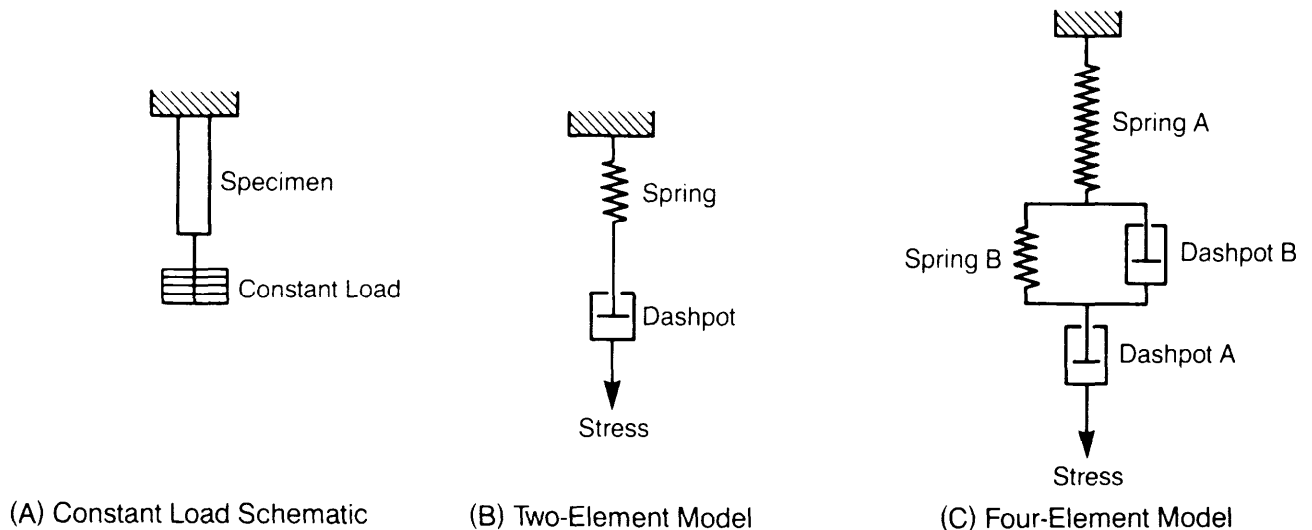 Specimen
Constant Load
(A) Constant Load Schematic
Spring
Dashpot
Stress
(B) Two-Element Model
Spring A
Spring B
Dashpot B
Dashpot A
Stress
(C) Four-Element Model